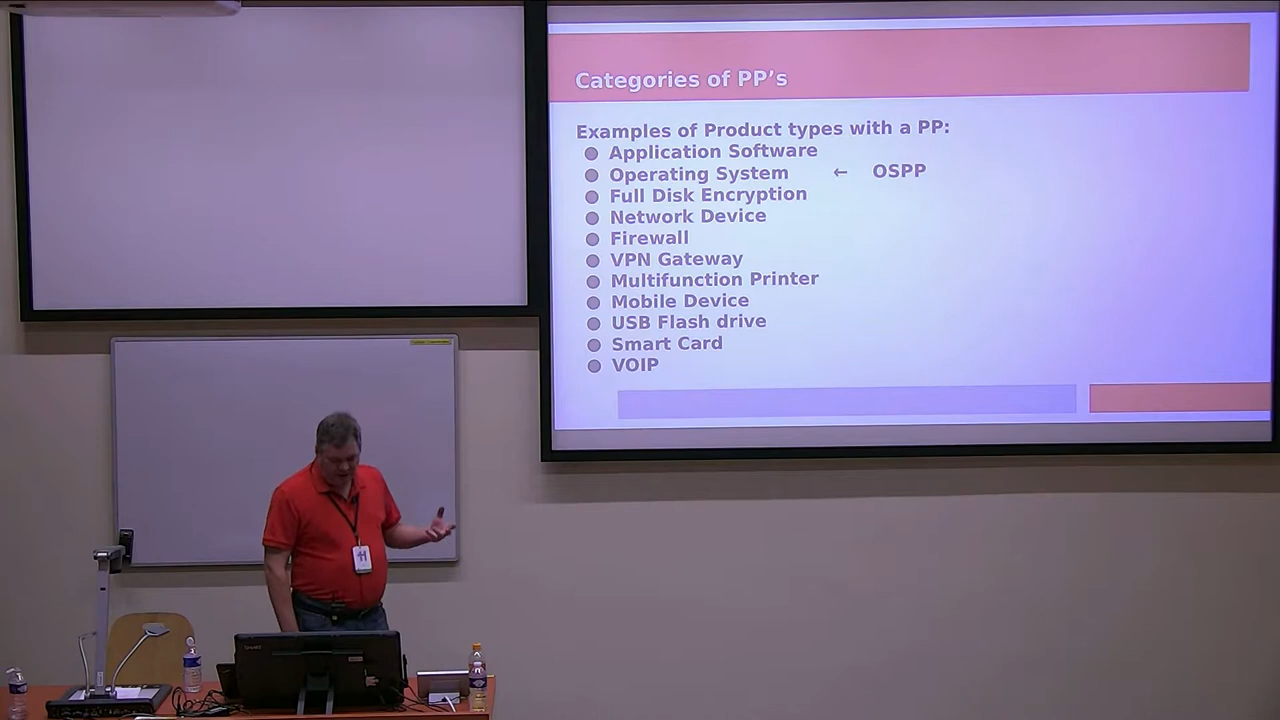 Categories of PP’s
Examples of Product types with a PP:
● Application Software
● Operating System ← OSPP
● Full Disk Encryption
● Network Device
● Firewall
● VPN Gateway
● Multifunction Printer
● Mobile Device
● USB Flash drive
● Smart Card
● VOIP